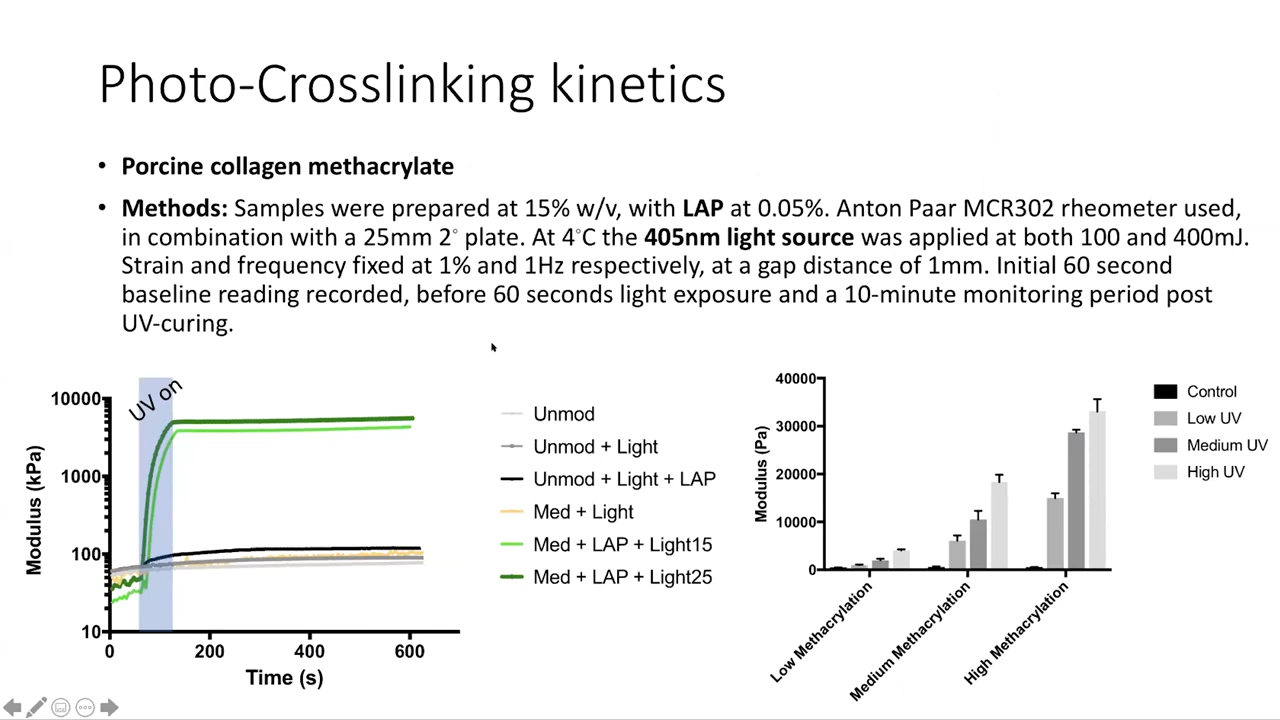 Photo-Crosslinking kinetics
• Porcine collagen methacrylate
• Methods: Samples were prepared at 15% w/v, with LAP at 0.05%. Anton Paar MCR302 rheometer used,
in combination with a 25mm 2° plate. At 4°C the 405nm light source was applied at both 100 and 400mJ.
Strain and frequency fixed at 1% and 1Hz respectively, at a gap distance of 1mm. Initial 60 second
baseline reading recorded, before 60 seconds light exposure and a 10-minute monitoring period post
UV-curing.
UV on
Modulus (kPa)
10000
1000
100
10
0 200 400 600
Time (s)
Unmod
Unmod + Light
Unmod + Light + LAP
Med + Light
Med + LAP + Light15
Med + LAP + Light25
Modulus (Pa)
40000
30000
20000
10000
0
Low Methacrylation
Medium Methacrylation
High Methacrylation
Control
Low UV
Medium UV
High UV